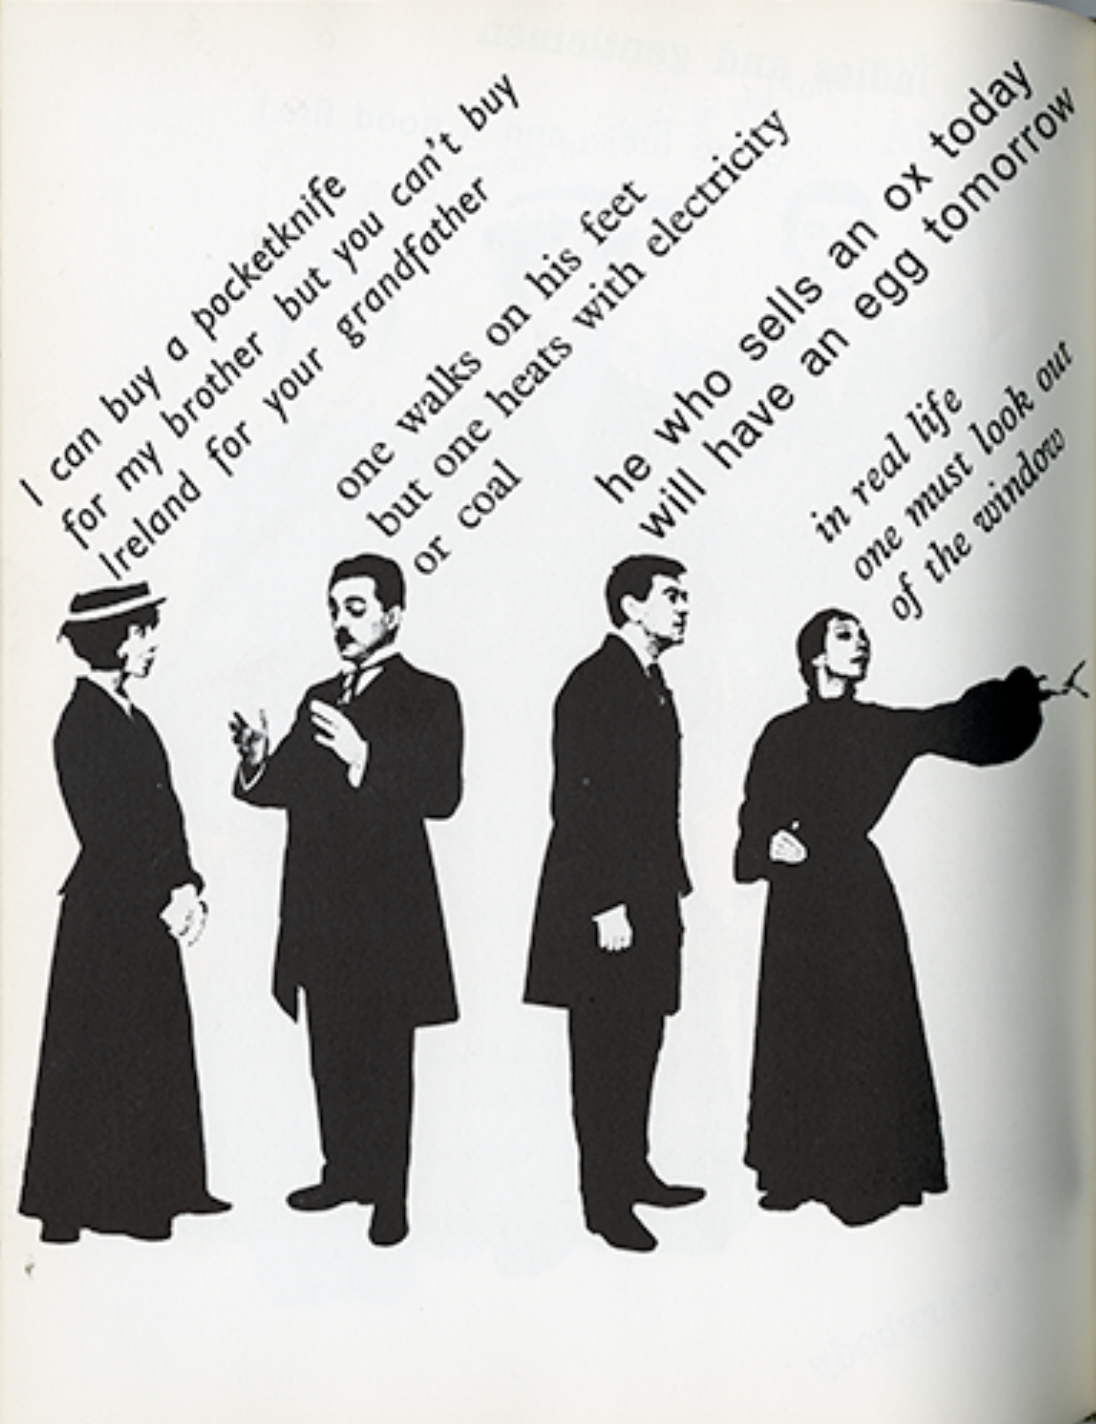 I can buy a pocketknife
for my brother but you can't buy
Ireland for your grandfather
one walks on his feet
but one heats with electricity
or coal
he who sells an ox today
will have an egg tomorrow
in real life
one must look out
of the window